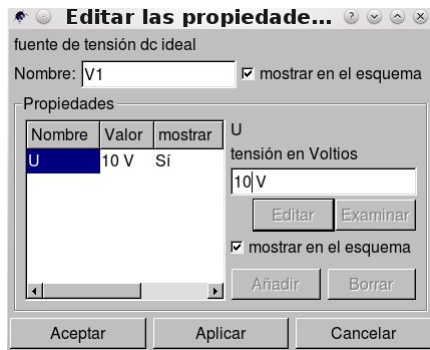 Editar las propiedade...
fuente de tensión dc ideal
Nombre: V1 mostrar en el esquema
Propiedades
Nombre Valor mostrar
U 10 V Sí
U
tensión en Voltios
10 V
Editar Examinar
mostrar en el esquema
Añadir Borrar
Aceptar Aplicar Cancelar